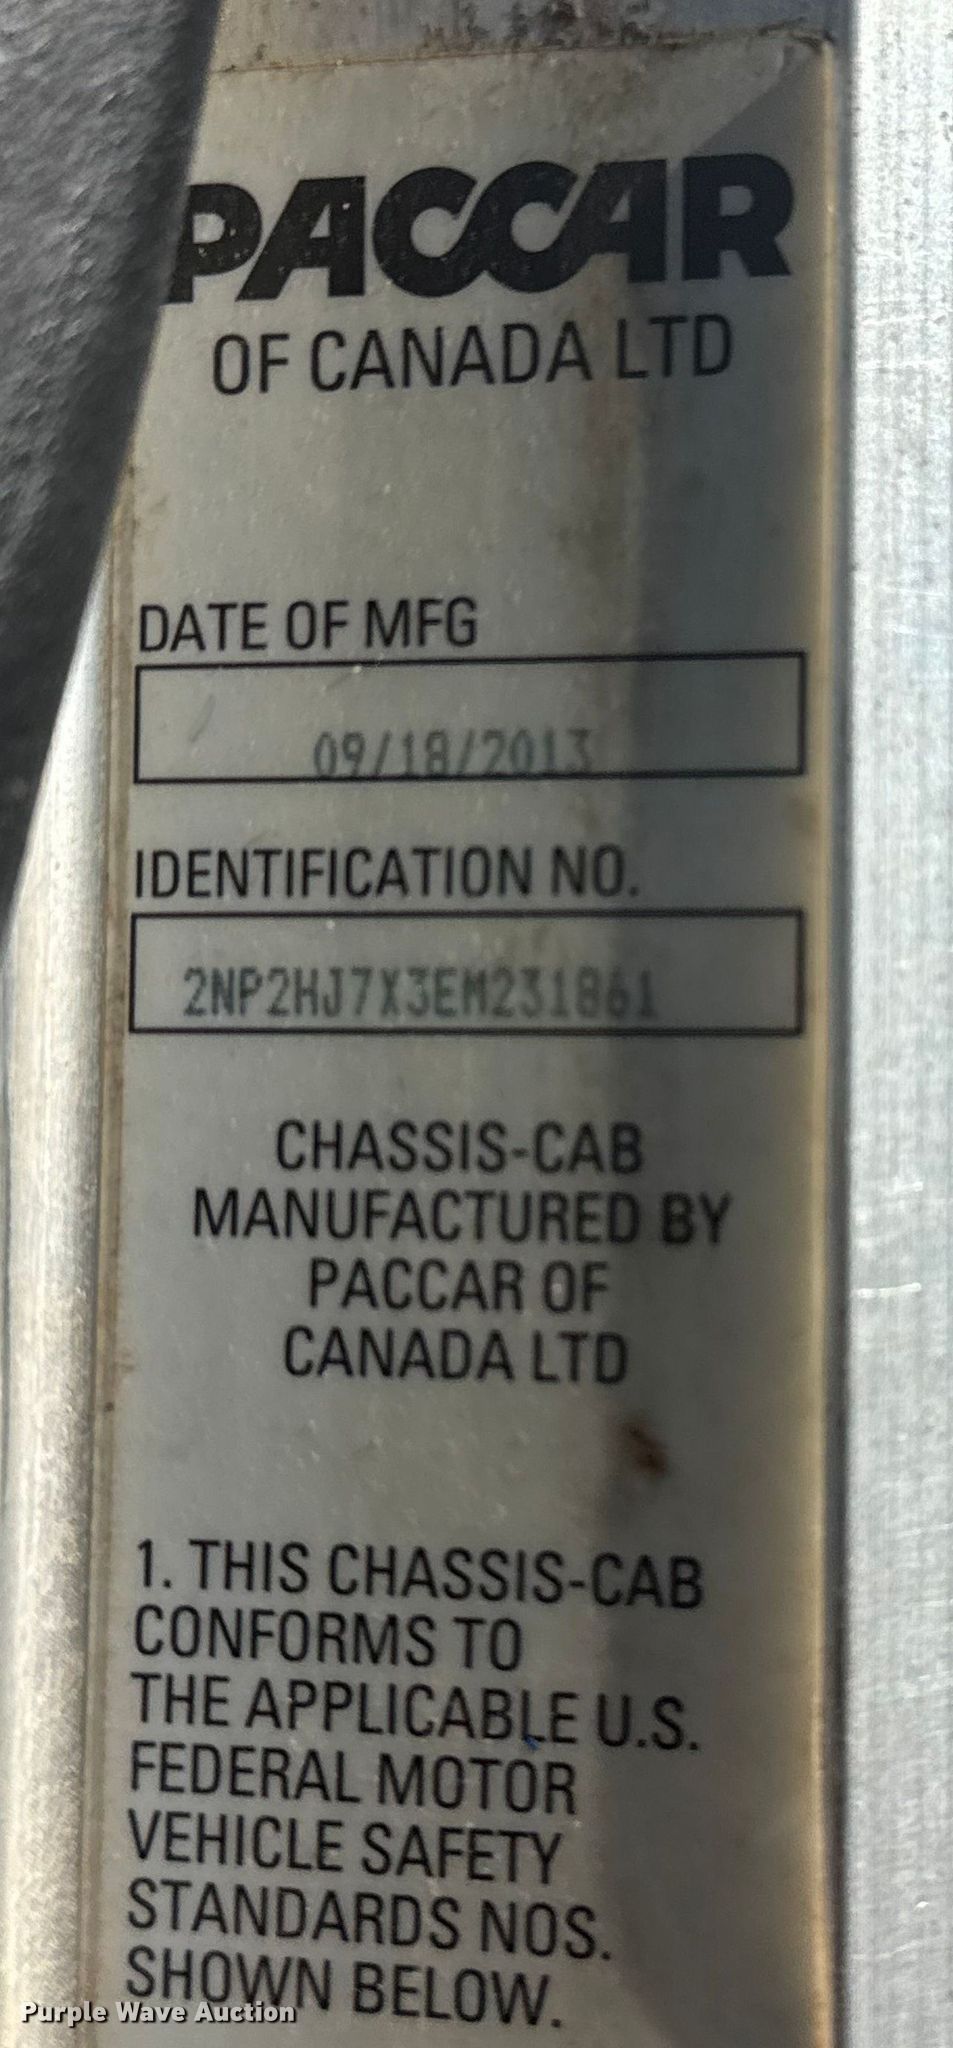 PACCAR
OF CANADA LTD
DATE OF MFG
09/18/2013
IDENTIFICATION NO.
2NP2HJ7X3EM231861
CHASSIS-CAB
MANUFACTURED BY
PACCAR OF
CANADA LTD
1. THIS CHASSIS-CAB
CONFORMS TO
THE APPLICABLE U.S.
FEDERAL MOTOR
VEHICLE SAFETY
STANDARDS NOS.
SHOWN BELOW.
Purple Wave Auction